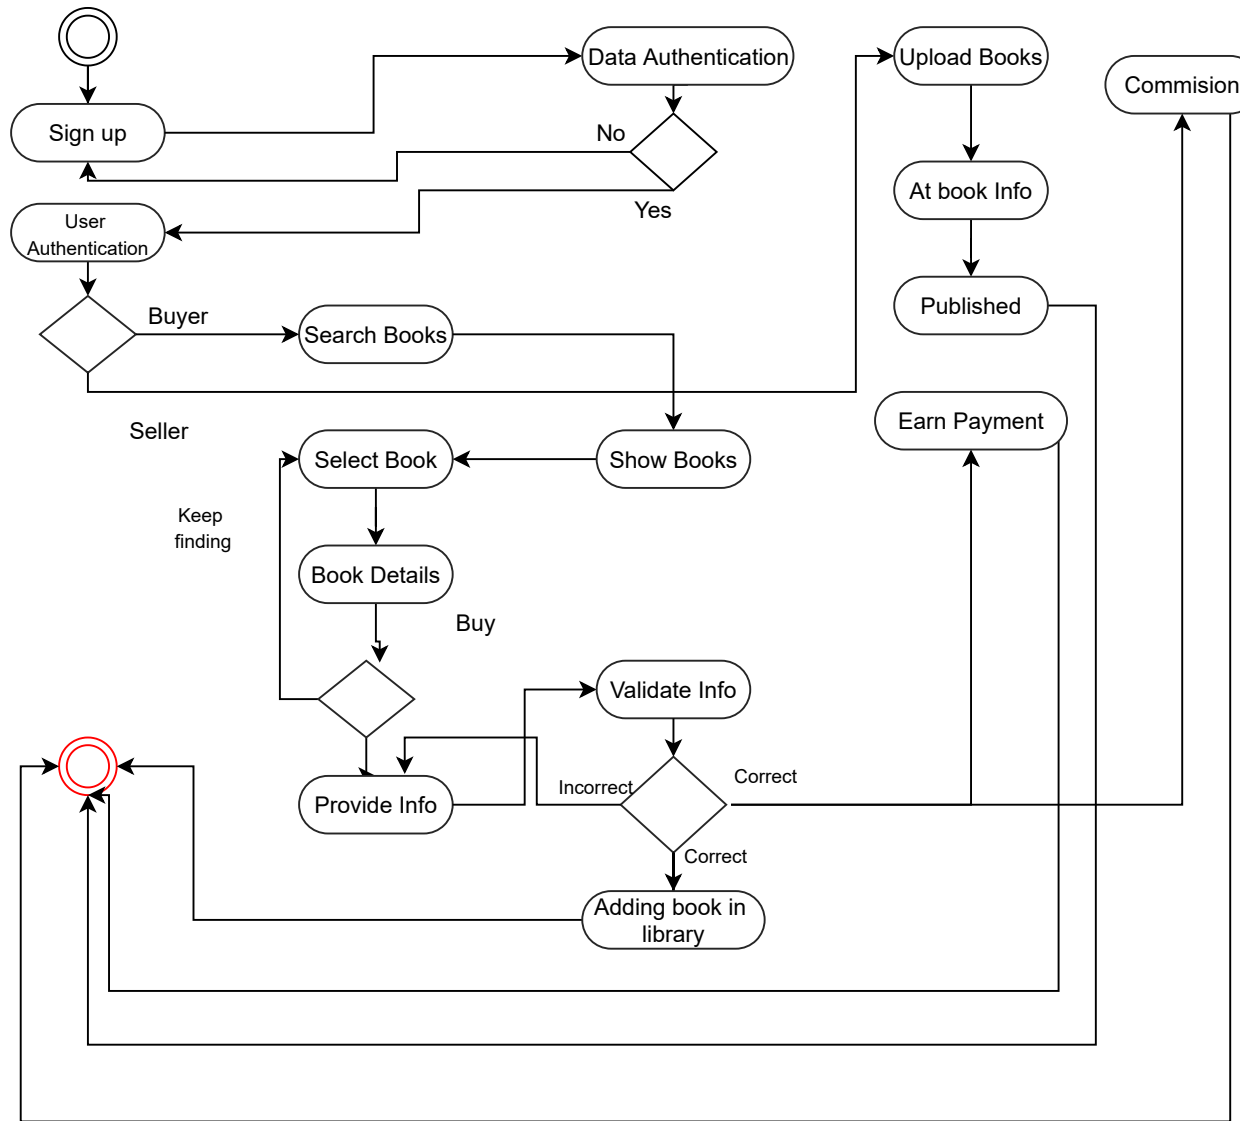 Data Authentication
Upload Books
Commision
Sign up
No
Yes
At book Info
User
Authentication
Published
Buyer
Search Books
Seller
Earn Payment
Select Book
Show Books
Keep
finding
Book Details
Buy
Validate Info
Incorrect
Correct
Provide Info
Correct
Adding book in
library